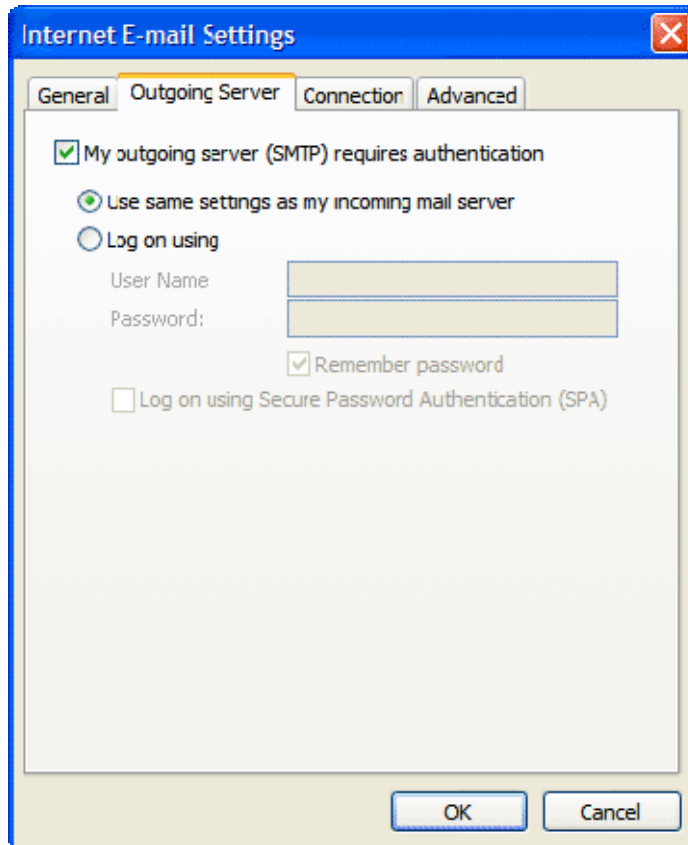 Internet E-mail Settings
General Outgoing Server Connection Advanced
My outgoing server (SMTP) requires authentication
Use same settings as my incoming mail server
Log on using
User Name
Password:
Remember password
Log on using Secure Password Authentication (SPA)
OK Cancel